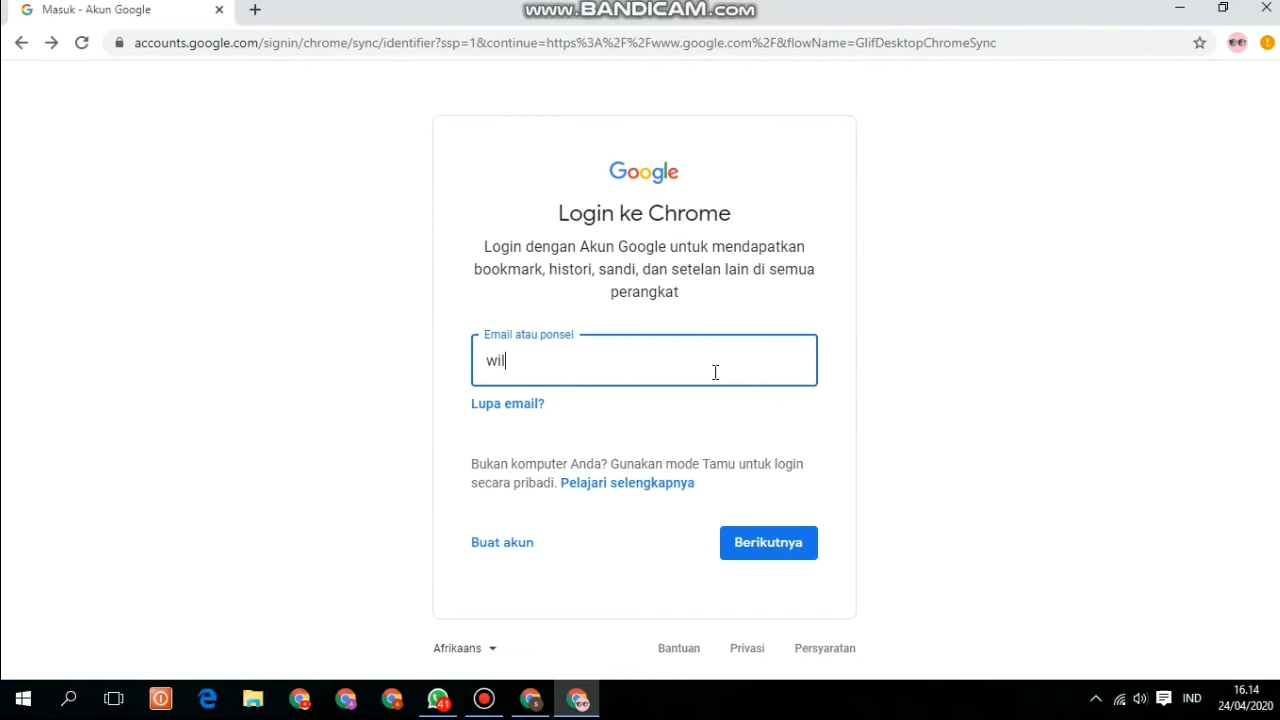 www.BANDICAM.com
Masuk - Akun Google
accounts.google.com/signin/chrome/sync/identifier?ssp=1&continue=https%3A%2F%2Fwww.google.com%2F&flowName=GlifDesktopChromeSync
Google
Login ke Chrome
Login dengan Akun Google untuk mendapatkan
bookmark, histori, sandi, dan setelan lain di semua
perangkat
Email atau ponsel
wil
Lupa email?
Bukan komputer Anda? Gunakan mode Tamu untuk login
secara pribadi. Pelajari selengkapnya
Buat akun
Berikutnya
Afrikaans
Bantuan
Privasi
Persyaratan
41
S
IND
16.14
24/04/2020